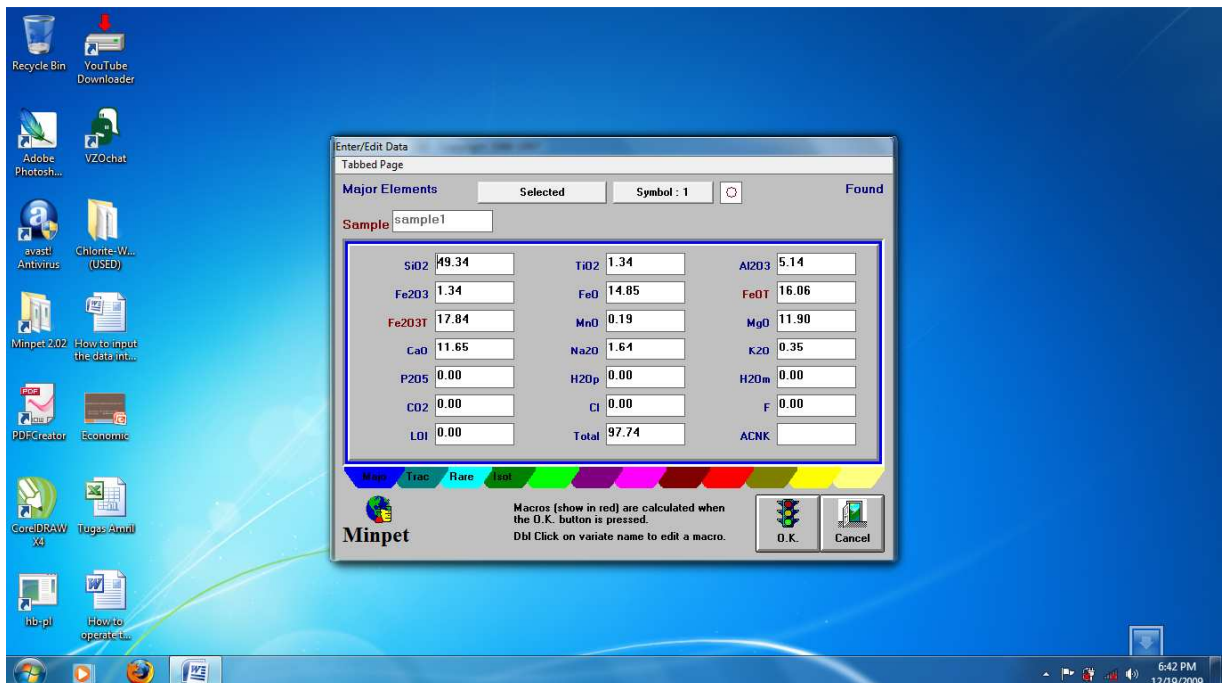 Recycle Bin
YouTube
Downloader
Adobe
Photosh...
VZOchat
avast!
Antivirus
Chlorite-W...
(USED)
Minpet 2.02
How to input
the data int...
PDFCreator
Economic
CorelDRAW
X4
Tugas Amril
hb-pl
How to
operate t...
Enter/Edit Data
Tabbed Page
Major Elements
Selected
Symbol : 1
Found
Sample sample1
SiO2 49.34 TiO2 1.34 Al2O3 5.14
Fe2O3 1.34 FeO 14.85 FeOT 16.06
Fe2O3T 17.84 MnO 0.19 MgO 11.90
CaO 11.65 Na2O 1.64 K2O 0.35
P2O5 0.00 H2Op 0.00 H2Om 0.00
CO2 0.00 Cl 0.00 F 0.00
LOI 0.00 Total 97.74 ACNK
Majo Trac Rare Isot
Minpet
Macros (show in red) are calculated when
the O.K. button is pressed.
Dbl Click on variate name to edit a macro.
O.K.
Cancel
6:42 PM
12/19/2009